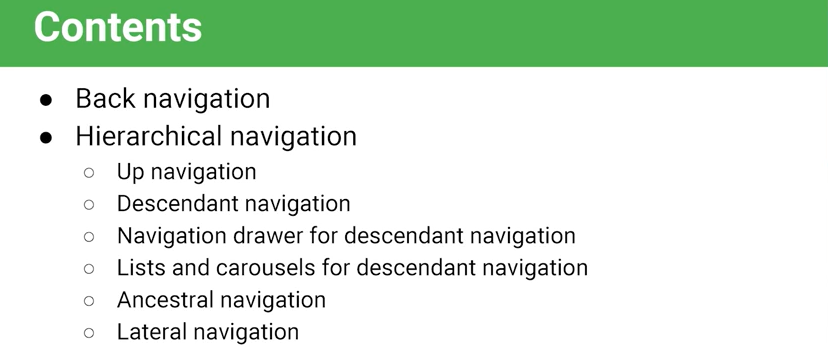 Contents
● Back navigation
● Hierarchical navigation
○ Up navigation
○ Descendant navigation
○ Navigation drawer for descendant navigation
○ Lists and carousels for descendant navigation
○ Ancestral navigation
○ Lateral navigation